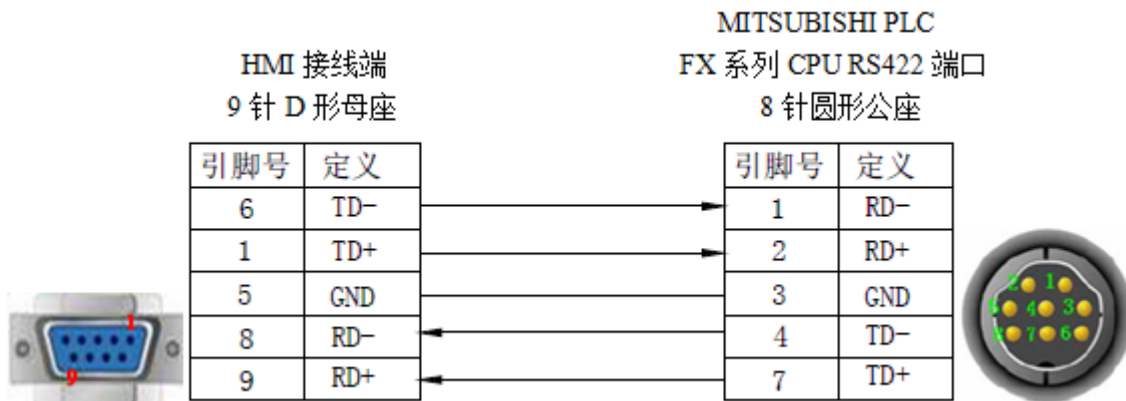 MITSUBISHI PLC
HMI 接线端
FX 系列 CPU RS422 端口
9 针 D 形母座
8 针圆形公座
引脚号 定义 引脚号 定义
6 TD- 1 RD-
1 TD+ 2 RD+
5 GND 3 GND
8 RD- 4 TD-
9 RD+ 7 TD+
1
9
2 1
5 4 3
8 7 6